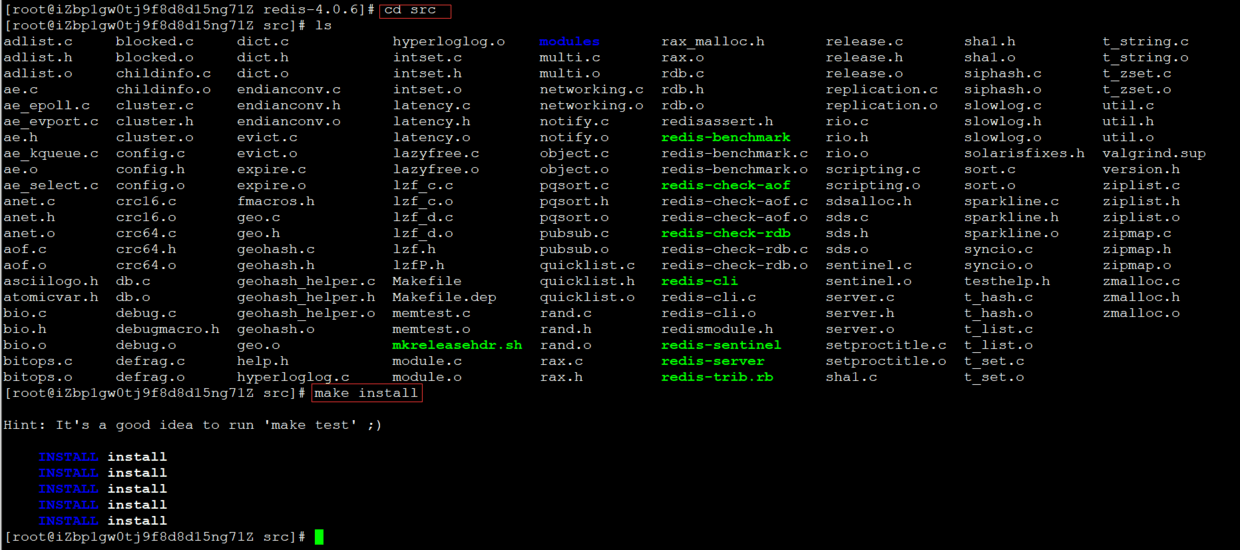 [root@iZbp1gw0tj9f8d8d15ng71Z redis-4.0.6]# cd src
[root@iZbp1gw0tj9f8d8d15ng71Z src]# ls
adlist.c blocked.c dict.c hyperloglog.o modules rax_malloc.h release.c sha1.h t_string.c
adlist.h blocked.o dict.h intset.c multi.c rax.o release.h sha1.o t_string.o
adlist.o childinfo.c dict.o intset.h multi.o rdb.c release.o siphash.c t_zset.c
ae.c childinfo.o endianconv.c intset.o networking.c rdb.h replication.c siphash.o t_zset.o
ae_epoll.c cluster.c endianconv.h latency.c networking.o rdb.o replication.o slowlog.c util.c
ae_evport.c cluster.h endianconv.o latency.h notify.c redisassert.h rio.c slowlog.h util.h
ae.h cluster.o evict.c latency.o notify.o redis-benchmark rio.h slowlog.o util.o
ae_kqueue.c config.c evict.o lazyfree.c object.c redis-benchmark.c rio.o solarisfixes.h valgrind.sup
ae.o config.h expire.c lazyfree.o object.o redis-benchmark.o scripting.c sort.c version.h
ae_select.c config.o expire.o lzf_c.c pqsort.c redis-check-aof scripting.o sort.o ziplist.c
anet.c crc16.c fmacros.h lzf_c.o pqsort.h redis-check-aof.c sdsalloc.h sparkline.c ziplist.h
anet.h crc16.o geo.c lzf_d.c pqsort.o redis-check-aof.o sds.c sparkline.h ziplist.o
anet.o crc64.c geo.h lzf_d.o pubsub.c redis-check-rdb sds.h sparkline.o zipmap.c
aof.c crc64.h geohash.c lzf.h pubsub.o redis-check-rdb.c sds.o syncio.c zipmap.h
aof.o crc64.o geohash.h lzfP.h quicklist.c redis-check-rdb.o sentinel.c syncio.o zipmap.o
asciilogo.h db.c geohash_helper.c Makefile quicklist.h redis-cli sentinel.o testhelp.h zmalloc.c
atomicvar.h db.o geohash_helper.h Makefile.dep quicklist.o redis-cli.c server.c t_hash.c zmalloc.h
bio.c debug.c geohash_helper.o memtest.c rand.c redis-cli.o server.h t_hash.o zmalloc.o
bio.h debugmacro.h geohash.o memtest.o rand.h redismodule.h server.o t_list.c
bio.o debug.o geo.o mkreleasehdr.sh rand.o redis-sentinel setproctitle.c t_list.o
bitops.c defrag.c help.h module.c rax.c redis-server setproctitle.o t_set.c
bitops.o defrag.o hyperloglog.c module.o rax.h redis-trib.rb sha1.c t_set.o
[root@iZbp1gw0tj9f8d8d15ng71Z src]# make install
Hint: It's a good idea to run 'make test' ;)
INSTALL install
INSTALL install
INSTALL install
INSTALL install
INSTALL install
[root@iZbp1gw0tj9f8d8d15ng71Z src]#